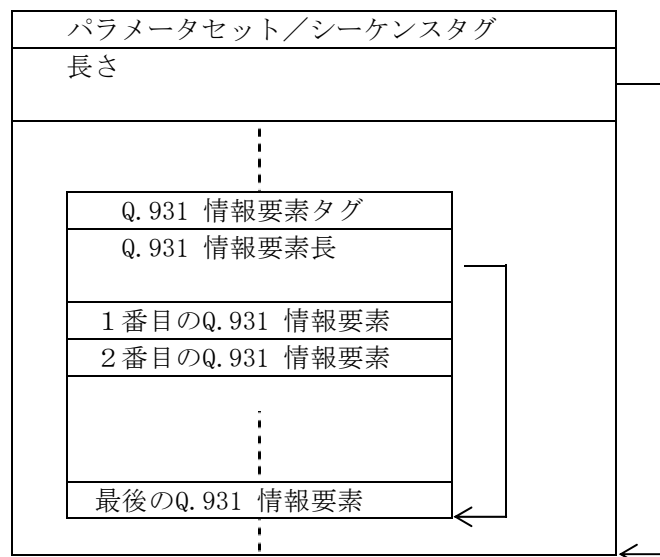 パラメータセット／シーケンスタグ
長さ
Q.931 情報要素タグ
Q.931 情報要素長
１番目のQ.931 情報要素
２番目のQ.931 情報要素
最後のQ.931 情報要素